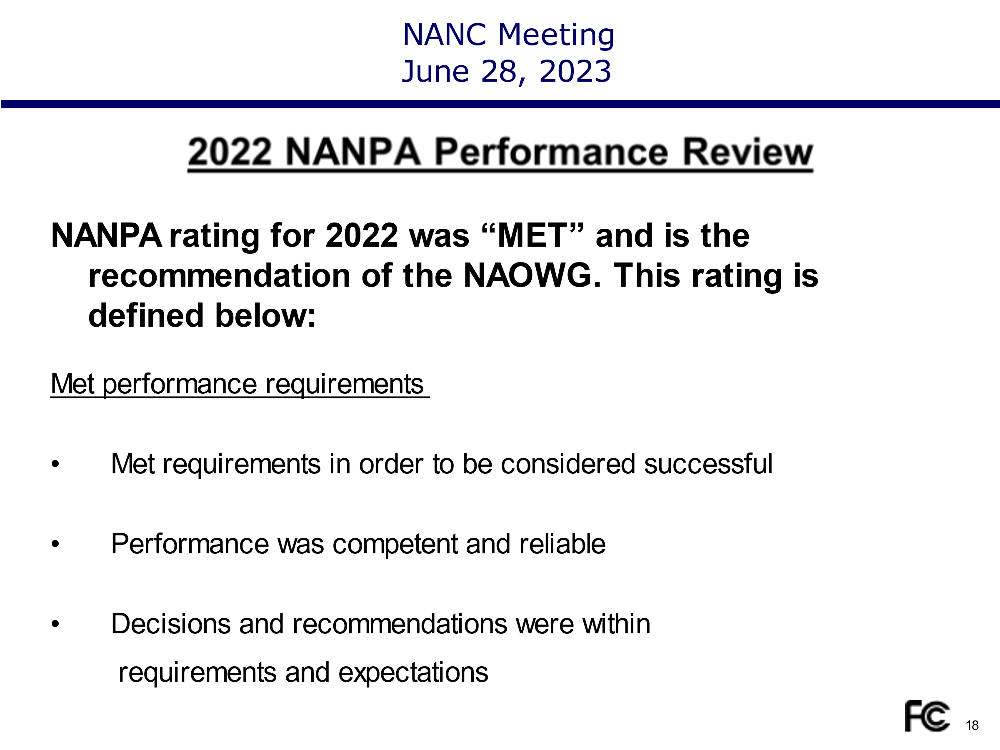 NANC Meeting
June 28, 2023
2022 NANPA Performance Review
NANPA rating for 2022 was “MET” and is the
recommendation of the NAOWG. This rating is
defined below:
Met performance requirements
• Met requirements in order to be considered successful
• Performance was competent and reliable
• Decisions and recommendations were within
requirements and expectations
FCC
18